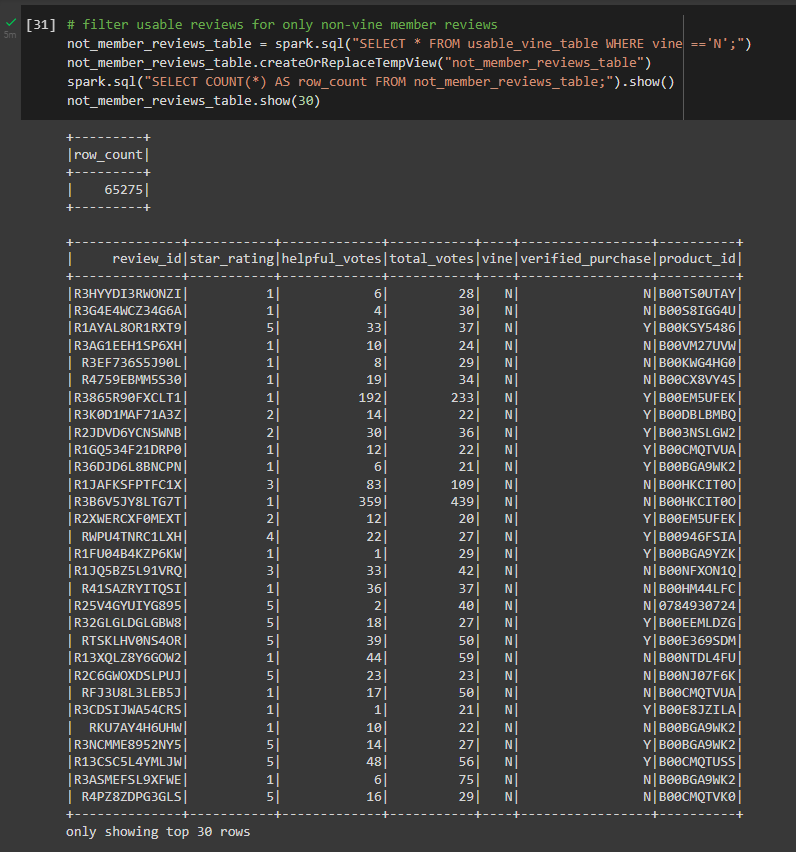 [31] # filter usable reviews for only non-vine member reviews
5m
not_member_reviews_table = spark.sql("SELECT * FROM usable_vine_table WHERE vine =='N';")
not_member_reviews_table.createOrReplaceTempView("not_member_reviews_table")
spark.sql("SELECT COUNT(*) AS row_count FROM not_member_reviews_table;").show()
not_member_reviews_table.show(30)
+---------+
|row_count|
+---------+
|    65275|
+---------+
+--------------+-----------+-------------+-----------+----+-----------------+----------+
|     review_id|star_rating|helpful_votes|total_votes|vine|verified_purchase|product_id|
+--------------+-----------+-------------+-----------+----+-----------------+----------+
|R3HYYDI3RWONZI|          1|            6|         28|   N|                N|B00TS0UTAY|
|R3G4E4WCZ34G6A|          1|            4|         30|   N|                N|B00S8IGG4U|
|R1AYAL8OR1RXT9|          5|           33|         37|   N|                Y|B00KSY5486|
|R3AG1EEH1SP6XH|          1|           10|         24|   N|                N|B00VM27UVW|
| R3EF736S5J90L|          1|            8|         29|   N|                N|B00KWG4HG0|
| R4759EBMM5S30|          1|           19|         34|   N|                N|B00CX8VY4S|
|R3865R90FXCLT1|          1|          192|        233|   N|                Y|B00EM5UFEK|
|R3K0D1MAF71A3Z|          2|           14|         22|   N|                Y|B00DBLBMBQ|
|R2JDVD6YCNSWNB|          2|           30|         36|   N|                Y|B003NSLGW2|
|R1GQ534F21DRP0|          1|           12|         22|   N|                Y|B00CMQTVUA|
|R36DJD6L8BNCPN|          1|            6|         21|   N|                Y|B00BGA9WK2|
|R1JAFKSFPTFC1X|          3|           83|        109|   N|                N|B00HKCIT0O|
|R3B6V5JY8LTG7T|          1|          359|        439|   N|                N|B00HKCIT0O|
|R2XWERCXF0MEXT|          2|           12|         20|   N|                Y|B00EM5UFEK|
| RWPU4TNRC1LXH|          4|           22|         27|   N|                Y|B00946FSIA|
|R1FU04B4KZP6KW|          1|            1|         29|   N|                Y|B00BGA9YZK|
|R1JQ5BZ5L91VRQ|          3|           33|         42|   N|                N|B00NFXON1Q|
| R41SAZRYITQSI|          1|           36|         37|   N|                N|B00HM44LFC|
|R25V4GYUIYG895|          5|            2|         40|   N|                N|0784930724|
|R32GLGLDGLGBW8|          5|           18|         27|   N|                Y|B00EEMLDZG|
| RTSKLHV0NS4OR|          5|           39|         50|   N|                Y|B00E369SDM|
|R13XQLZ8Y6GOW2|          1|           44|         59|   N|                N|B00NTDL4FU|
|R2C6GWOXDSLPUJ|          5|           23|         23|   N|                N|B00NJ07F6K|
| RFJ3U8L3LEB5J|          1|           17|         50|   N|                N|B00CMQTVUA|
|R3CDSIJWA54CRS|          1|            1|         21|   N|                Y|B00E8JZILA|
| RKU7AY4H6UHW|          1|           10|         22|   N|                N|B00BGA9WK2|
|R3NCMME8952NY5|          5|           14|         27|   N|                Y|B00BGA9WK2|
|R13CSC5L4YMLJW|          5|           48|         56|   N|                Y|B00CMQTUSS|
|R3ASMEFSL9XFWE|          1|            6|         75|   N|                N|B00BGA9WK2|
| R4PZ8ZDPG3GLS|          5|           16|         29|   N|                N|B00CMQTVK0|
+--------------+-----------+-------------+-----------+----+-----------------+----------+
only showing top 30 rows